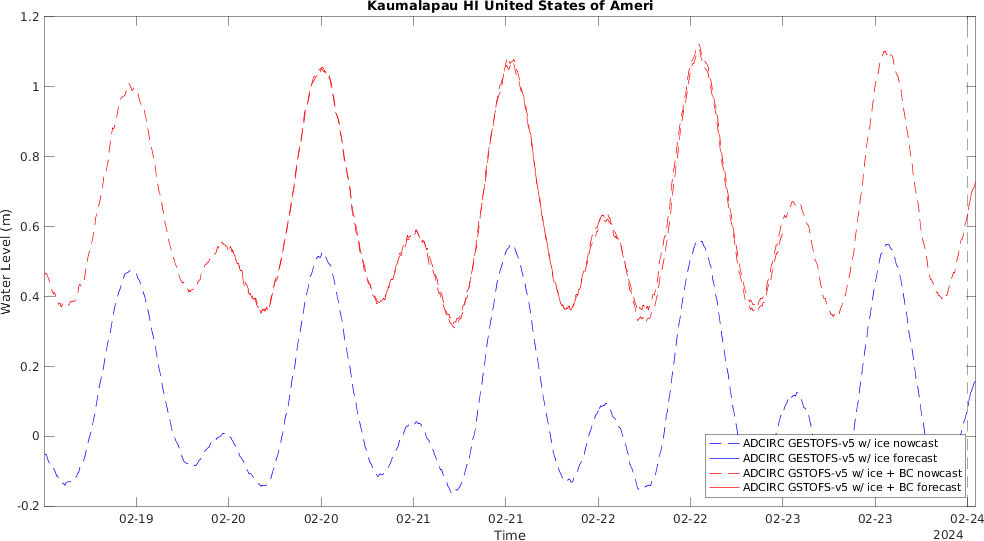 Kaumalapau HI United States of Ameri
Water Level (m)
1.2
1
0.8
0.6
0.4
0.2
0
-0.2
ADCIRC GESTOFS-v5 w/ ice nowcast
ADCIRC GESTOFS-v5 w/ ice forecast
ADCIRC GSTOFS-v5 w/ ice + BC nowcast
ADCIRC GSTOFS-v5 w/ ice + BC forecast
02-19 02-20 02-20 02-21 02-21 02-22 02-22 02-23 02-23 02-24
Time
2024